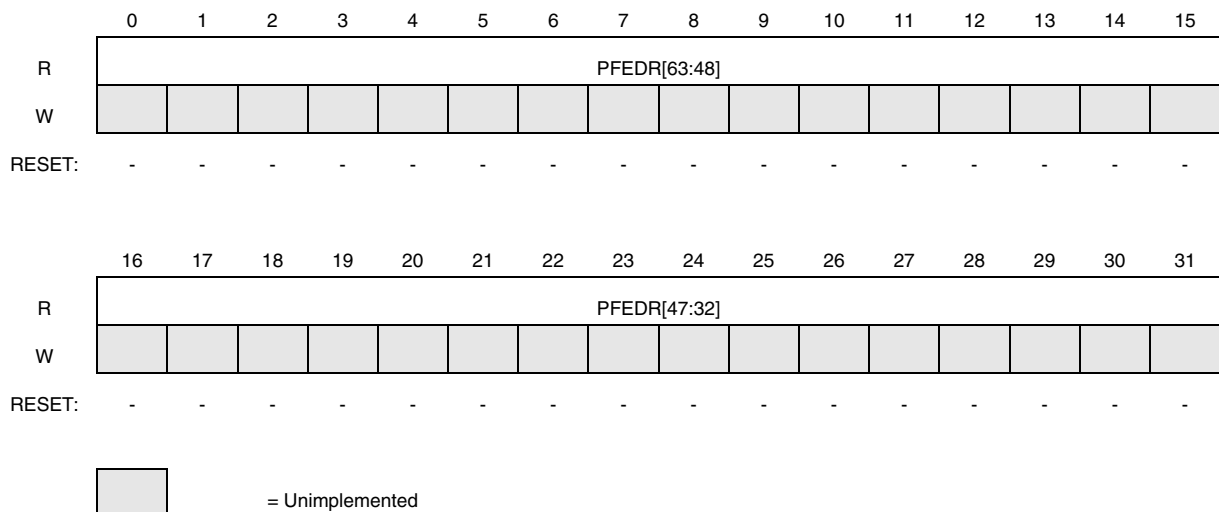 0 1 2 3 4 5 6 7 8 9 10 11 12 13 14 15
R PFEDR[63:48]
W
RESET: - - - - - - - - - - - - - - - -
16 17 18 19 20 21 22 23 24 25 26 27 28 29 30 31
R PFEDR[47:32]
W
RESET: - - - - - - - - - - - - - - - -
= Unimplemented